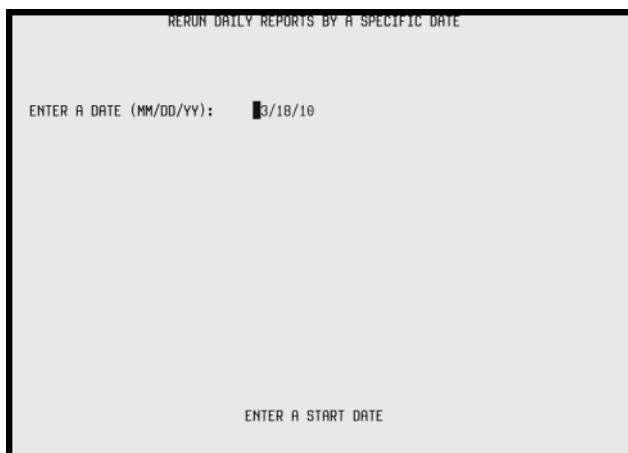 RERUN DAILY REPORTS BY A SPECIFIC DATE
ENTER A DATE (MM/DD/YY): 3/18/10
ENTER A START DATE